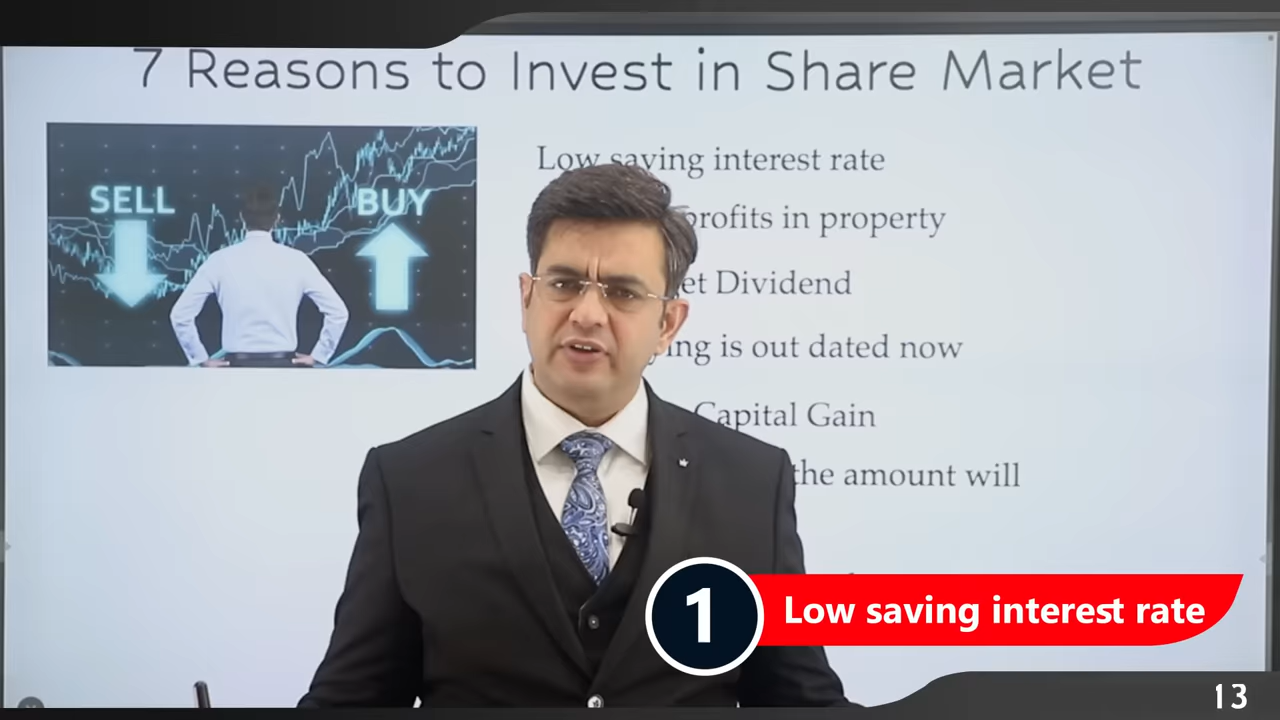 7 Reasons to Invest in Share Market
SELL
BUY
Low saving interest rate
profits in property
Dividend
is out dated now
Capital Gain
the amount will
1
Low saving interest rate
13